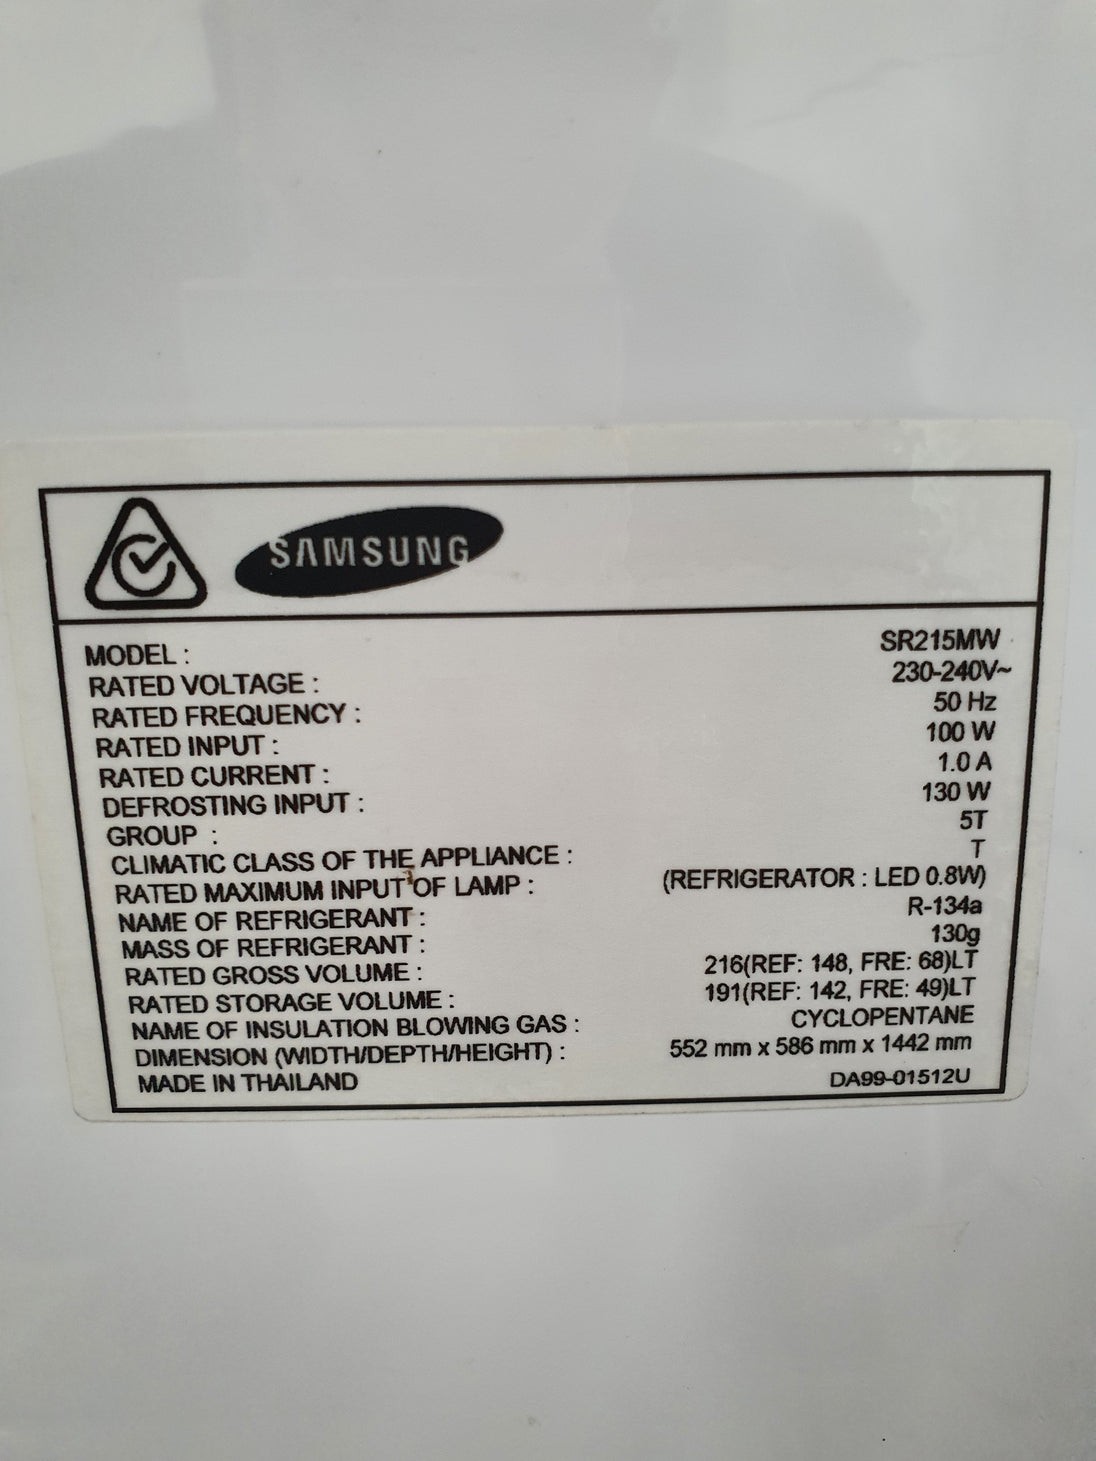 SAMSUNG
MODEL : SR215MW
RATED VOLTAGE : 230-240V~
RATED FREQUENCY : 50 Hz
RATED INPUT : 100 W
RATED CURRENT : 1.0 A
DEFROSTING INPUT : 130 W
GROUP : 5T
CLIMATIC CLASS OF THE APPLIANCE : T
RATED MAXIMUM INPUT OF LAMP : (REFRIGERATOR : LED 0.8W)
NAME OF REFRIGERANT : R-134a
MASS OF REFRIGERANT : 130g
RATED GROSS VOLUME : 216(REF: 148, FRE: 68)LT
RATED STORAGE VOLUME : 191(REF: 142, FRE: 49)LT
NAME OF INSULATION BLOWING GAS : CYCLOPENTANE
DIMENSION (WIDTH/DEPTH/HEIGHT) : 552 mm x 586 mm x 1442 mm
MADE IN THAILAND DA99-01512U